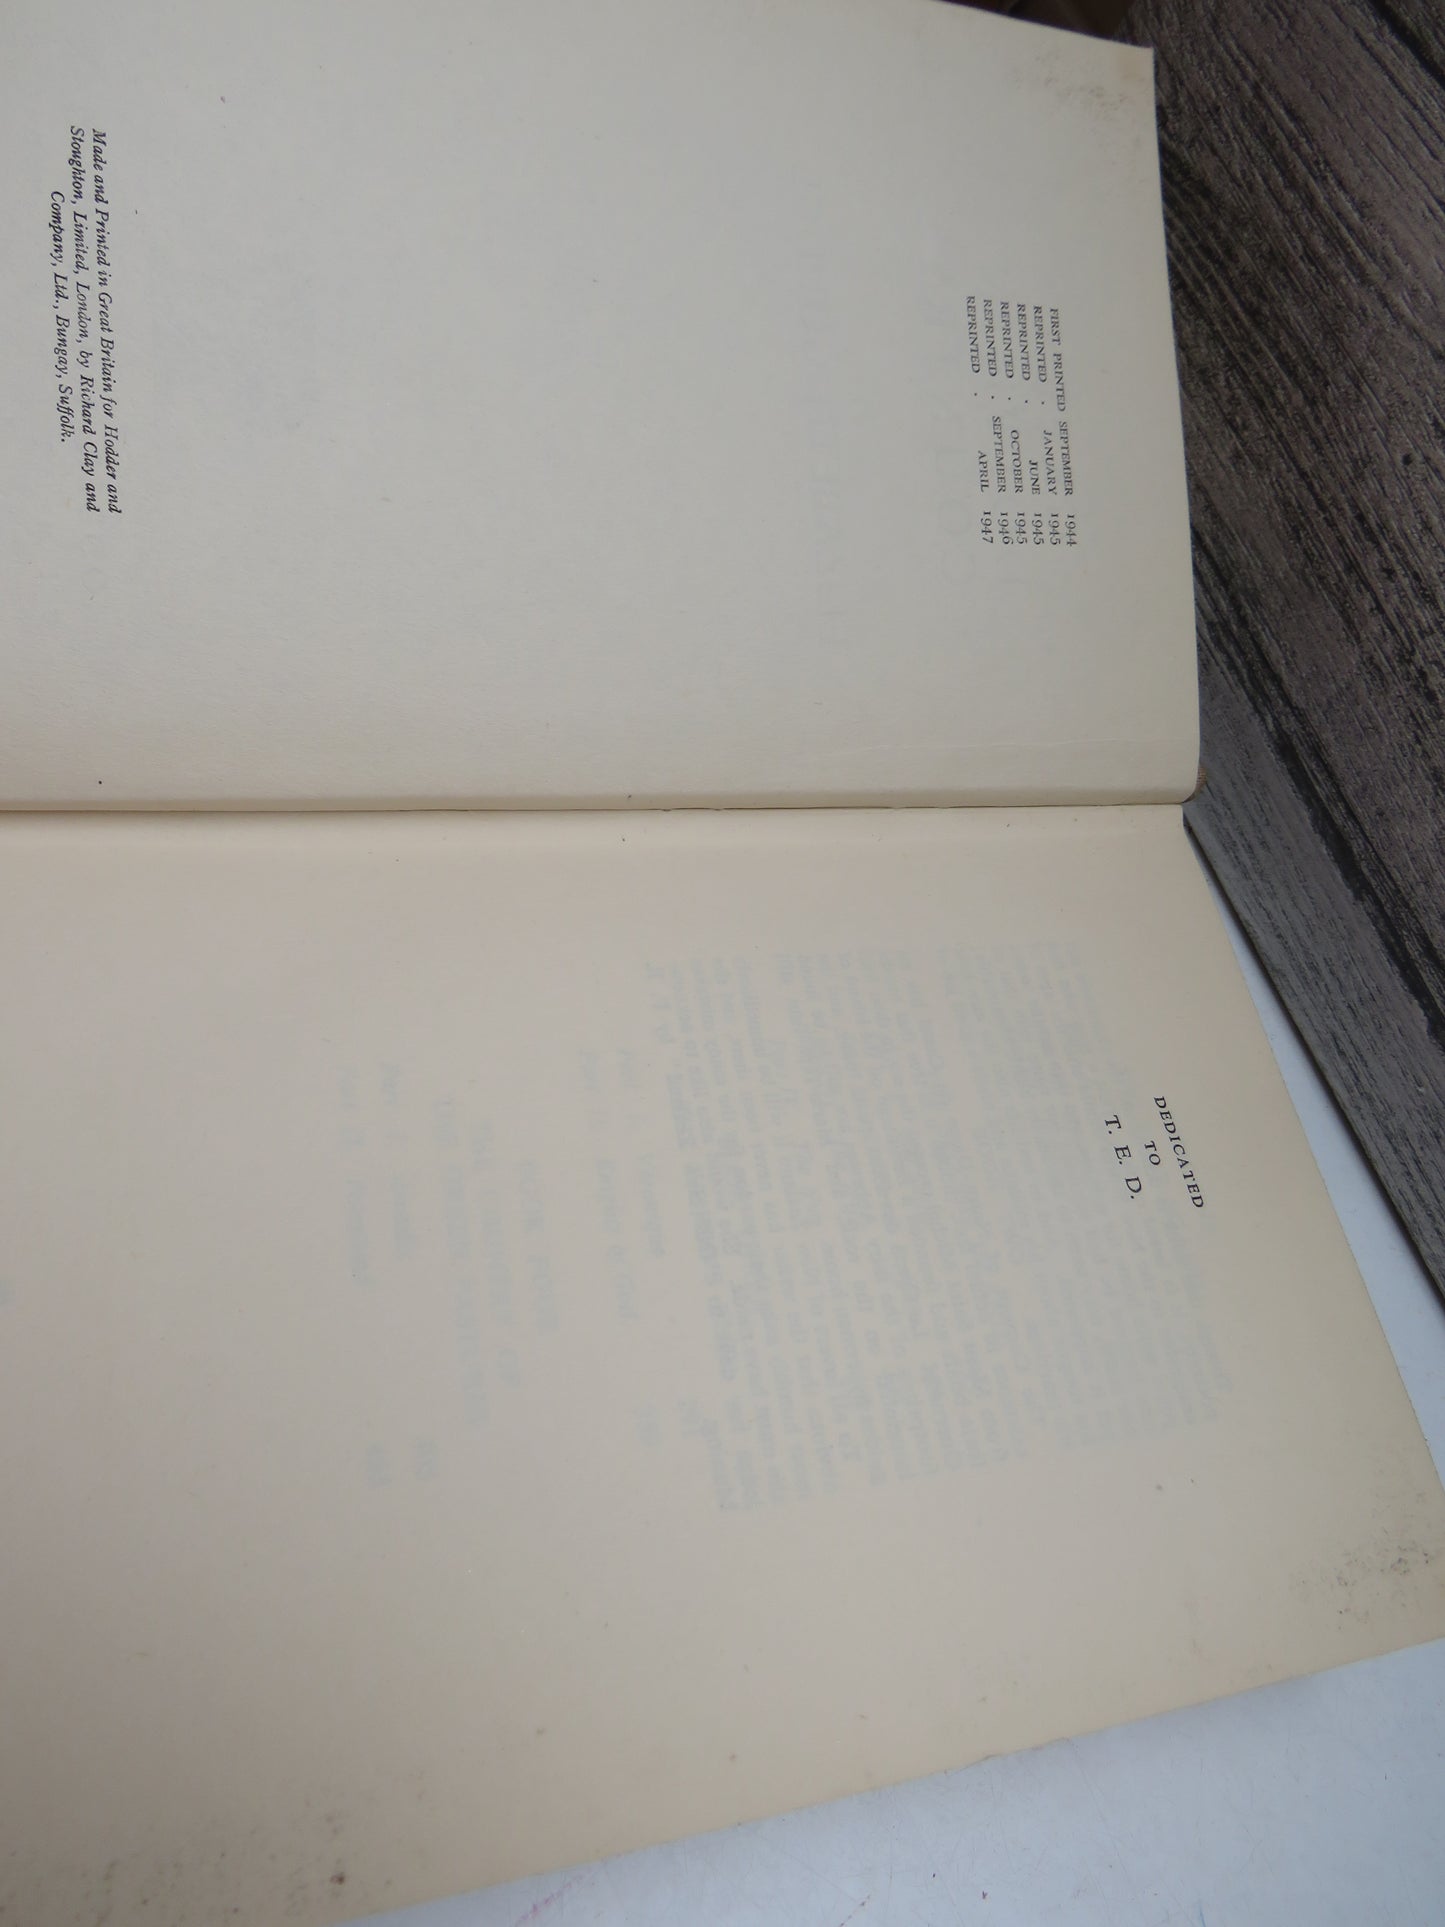 FIRST PRINTED SEPTEMBER 1944
REPRINTED . JANUARY 1945
REPRINTED . JUNE 1945
REPRINTED . OCTOBER 1945
REPRINTED . SEPTEMBER 1946
REPRINTED . APRIL 1947
Made and Printed in Great Britain for Hodder and
Stoughton, Limited, London, by Richard Clay and
Company, Ltd., Bungay, Suffolk.
DEDICATED
TO
T. E. D.